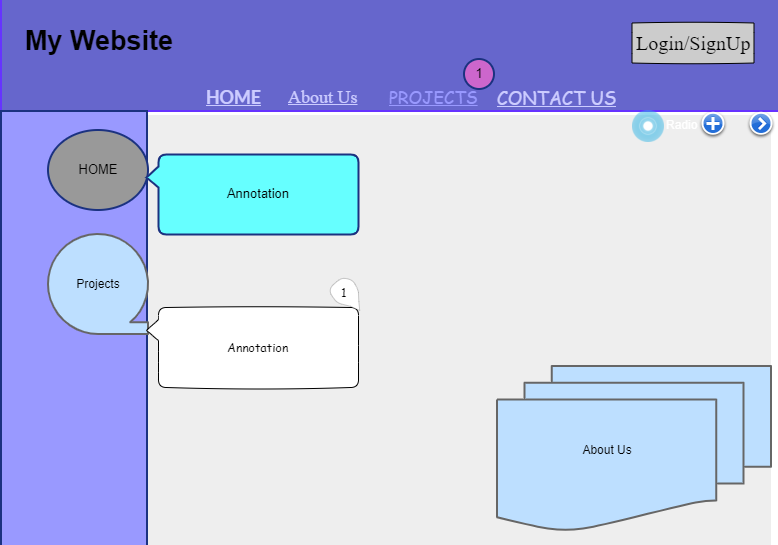 My Website
Login/SignUp
1
HOME
About Us
PROJECTS
CONTACT US
Radio
HOME
Annotation
Projects
1
Annotation
About Us